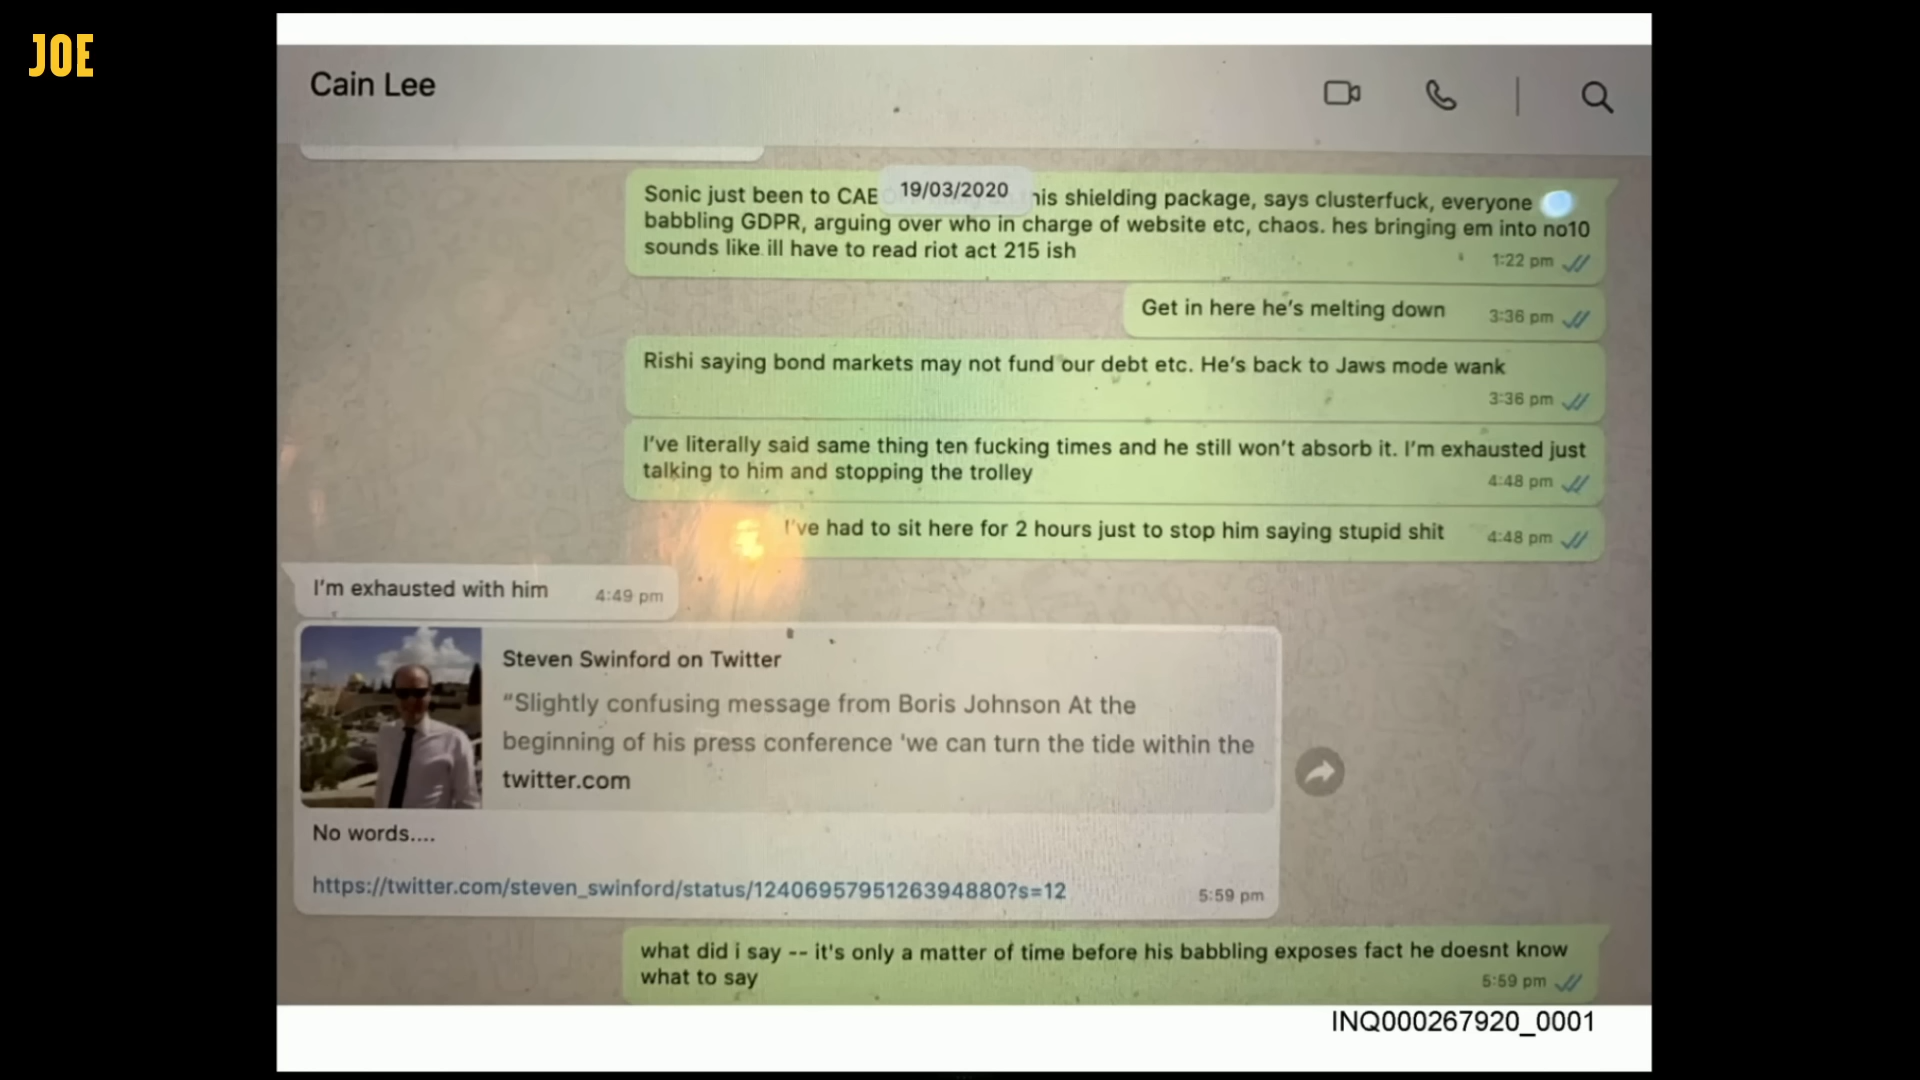 JOE
Cain Lee
19/03/2020
Sonic just been to CAB his shielding package, says clusterfuck, everyone
babbling GDPR, arguing over who in charge of website etc, chaos. hes bringing em into no10
sounds like ill have to read riot act 215 ish
1:22 pm
Get in here he's melting down 3:36 pm
Rishi saying bond markets may not fund our debt etc. He's back to Jaws mode wank
3:36 pm
I've literally said same thing ten fucking times and he still won't absorb it. I'm exhausted just
talking to him and stopping the trolley
4:48 pm
I've had to sit here for 2 hours just to stop him saying stupid shit 4:48 pm
I'm exhausted with him 4:49 pm
Steven Swinford on Twitter
"Slightly confusing message from Boris Johnson At the
beginning of his press conference 'we can turn the tide within the
twitter.com
No words....
https://twitter.com/steven_swinford/status/1240695795126394880?s=12
5:59 pm
what did i say -- it's only a matter of time before his babbling exposes fact he doesnt know
what to say
5:59 pm
INQ000267920_0001